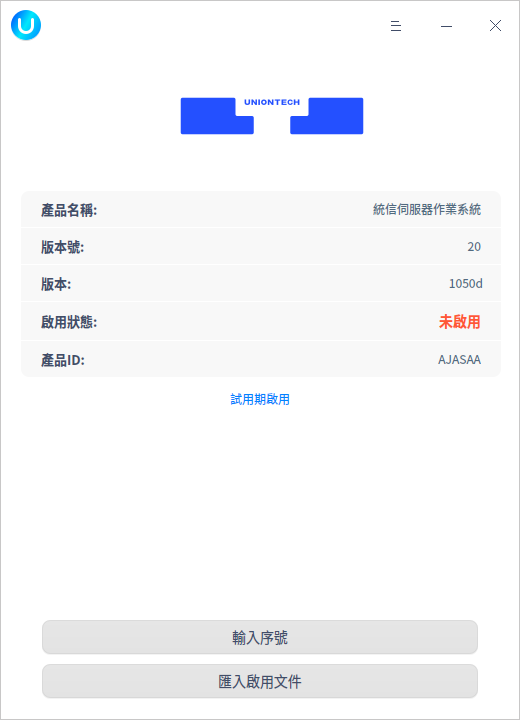 UNIONTECH
產品名稱: 統信伺服器作業系統
版本號: 20
版本: 1050d
啟用狀態: 未啟用
產品ID: AJASAA
試用期啟用
輸入序號
匯入啟用文件